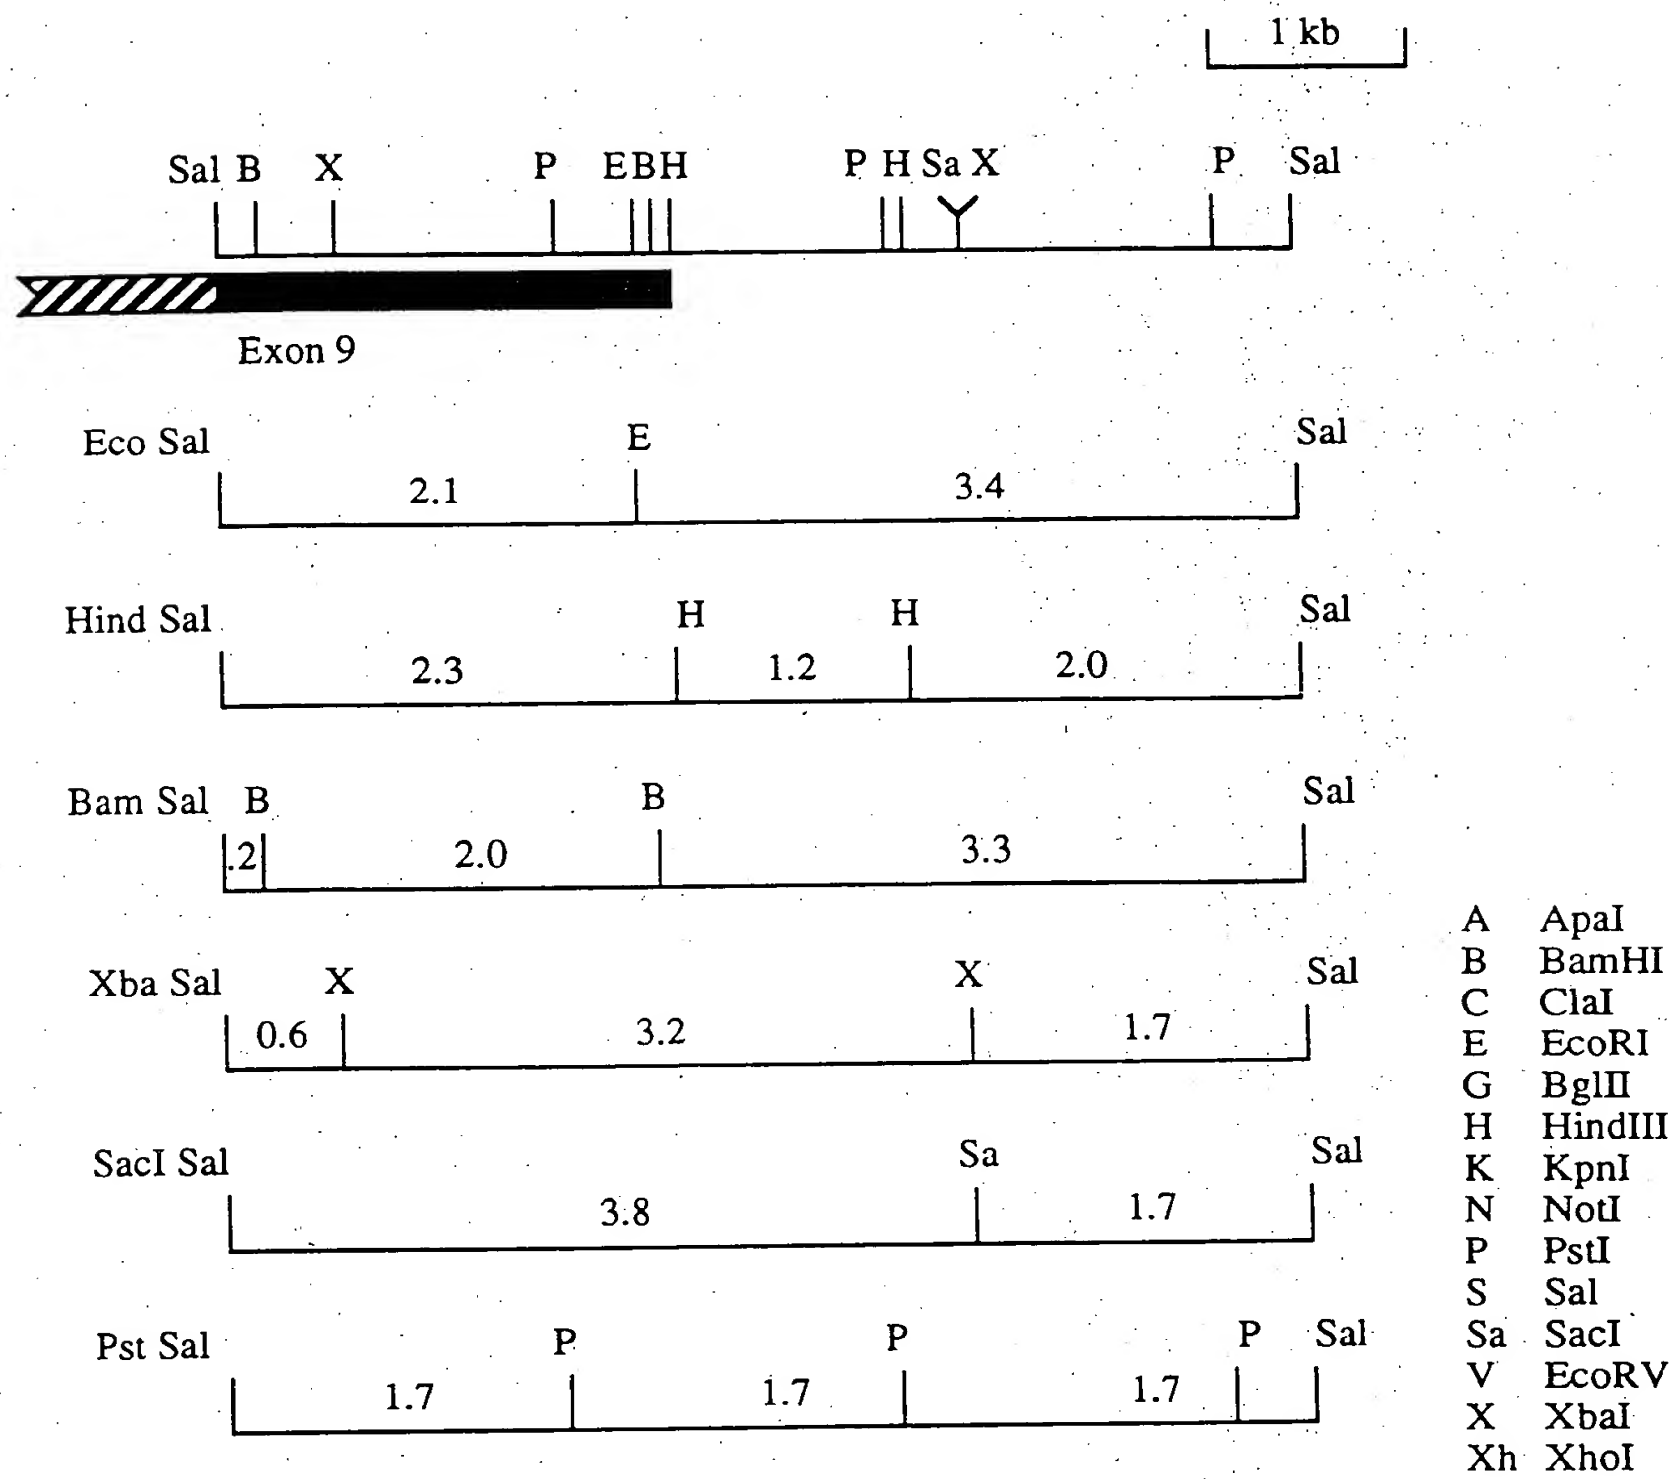 1 kb
Sal B X P E B H P H Sa X P Sal
Exon 9
Eco Sal E Sal
2.1 3.4
Hind Sal H H Sal
2.3 1.2 2.0
Bam Sal B B Sal
.2 2.0 3.3
Xba Sal X X Sal
0.6 3.2 1.7
SacI Sal Sa Sal
3.8 1.7
Pst Sal P P P Sal
1.7 1.7 1.7
A ApaI
B BamHI
C ClaI
E EcoRI
G BglII
H HindIII
K KpnI
N NotI
P PstI
S Sal
Sa SacI
V EcoRV
X XbaI
Xh XhoI